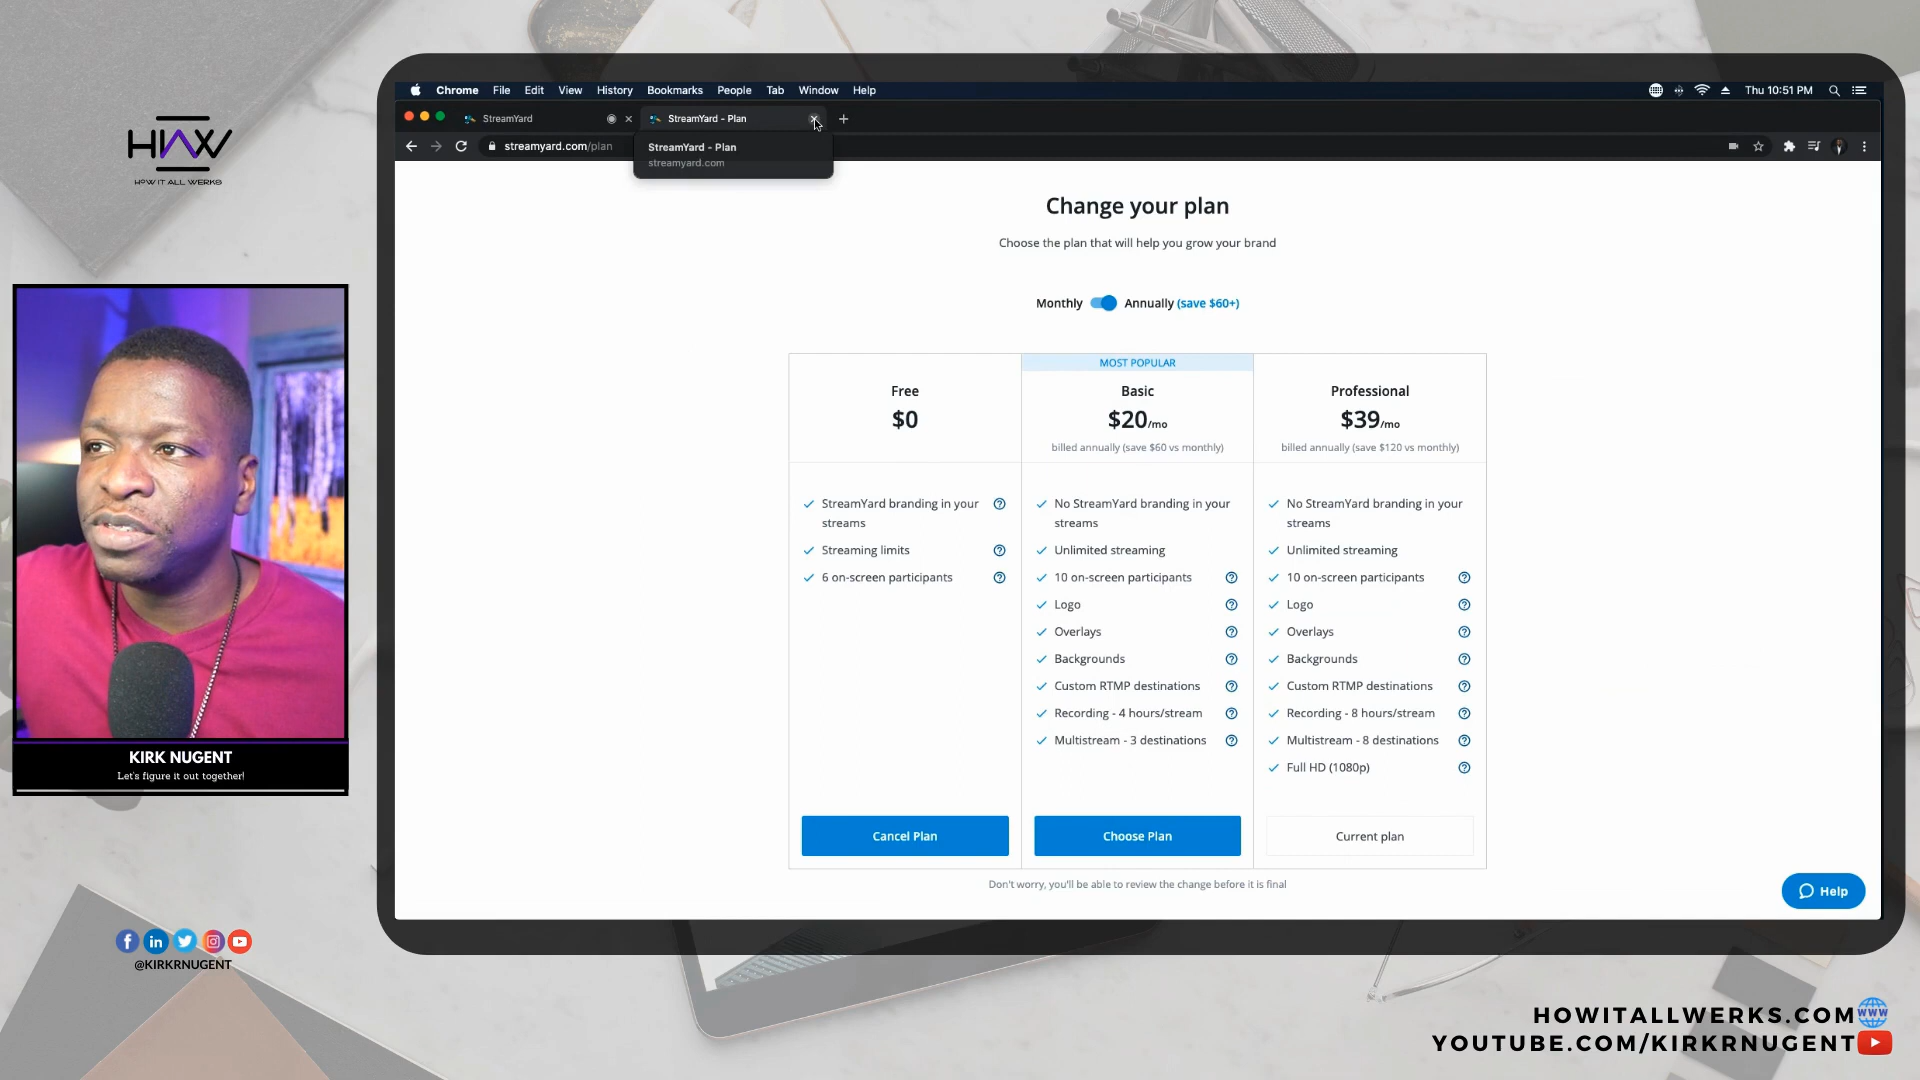 HIAW
HOW IT ALL WERKS
Chrome File Edit View History Bookmarks People Tab Window Help
Thu 10:51 PM
StreamYard
StreamYard - Plan
streamyard.com/plan
StreamYard - Plan
streamyard.com
Change your plan
Choose the plan that will help you grow your brand
Monthly Annually (save $60+)
Free
$0
StreamYard branding in your
streams
Streaming limits
6 on-screen participants
Cancel Plan
MOST POPULAR
Basic
$20/mo
billed annually (save $60 vs monthly)
No StreamYard branding in your
streams
Unlimited streaming
10 on-screen participants
Logo
Overlays
Backgrounds
Custom RTMP destinations
Recording - 4 hours/stream
Multistream - 3 destinations
Choose Plan
Professional
$39/mo
billed annually (save $120 vs monthly)
No StreamYard branding in your
streams
Unlimited streaming
10 on-screen participants
Logo
Overlays
Backgrounds
Custom RTMP destinations
Recording - 8 hours/stream
Multistream - 8 destinations
Full HD (1080p)
Current plan
Don't worry, you'll be able to review the change before it is final
Help
KIRK NUGENT
Let's figure it out together!
@KIRKRNUGENT
HOWITALLWERKS.COM
WWW
YOUTUBE.COM/KIRKRNUGENT